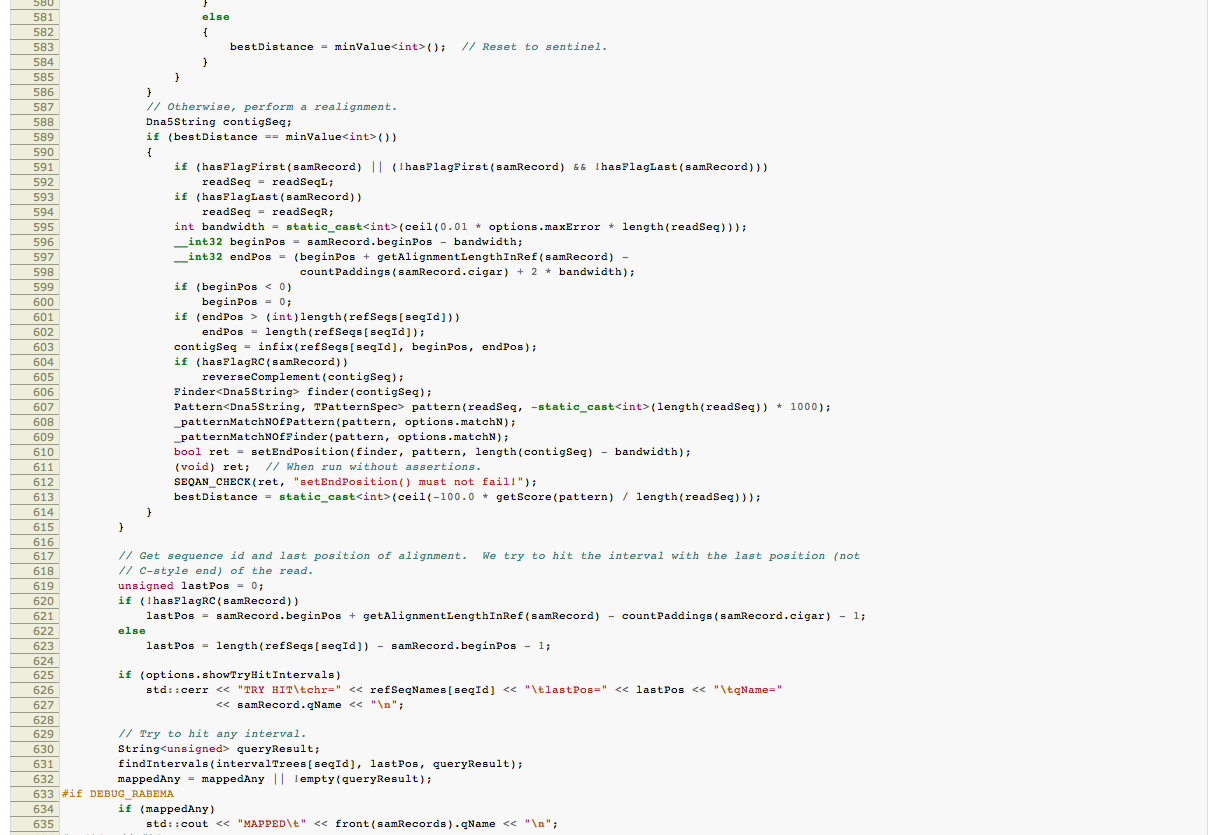 580 }
581 else
582 {
583 bestDistance = minValue<int>(); // Reset to sentinel.
584 }
585 }
586 }
587 // Otherwise, perform a realignment.
588 Dna5String contigSeq;
589 if (bestDistance == minValue<int>())
590 {
591 if (hasFlagFirst(samRecord) || (!hasFlagFirst(samRecord) && !hasFlagLast(samRecord)))
592 readSeq = readSeqL;
593 if (hasFlagLast(samRecord))
594 readSeq = readSeqR;
595 int bandwidth = static_cast<int>(ceil(0.01 * options.maxError * length(readSeq)));
596 __int32 beginPos = samRecord.beginPos - bandwidth;
597 __int32 endPos = (beginPos + getAlignmentLengthInRef(samRecord) -
598 countPaddings(samRecord.cigar) + 2 * bandwidth);
599 if (beginPos < 0)
600 beginPos = 0;
601 if (endPos > (int)length(refSeqs[seqId]))
602 endPos = length(refSeqs[seqId]);
603 contigSeq = infix(refSeqs[seqId], beginPos, endPos);
604 if (hasFlagRC(samRecord))
605 reverseComplement(contigSeq);
606 Finder<Dna5String> finder(contigSeq);
607 Pattern<Dna5String, TPatternSpec> pattern(readSeq, -static_cast<int>(length(readSeq)) * 1000);
608 _patternMatchNOfPattern(pattern, options.matchN);
609 _patternMatchNOfFinder(pattern, options.matchN);
610 bool ret = setEndPosition(finder, pattern, length(contigSeq) - bandwidth);
611 (void) ret; // When run without assertions.
612 SEQAN_CHECK(ret, "setEndPosition() must not fail!");
613 bestDistance = static_cast<int>(ceil(-100.0 * getScore(pattern) / length(readSeq)));
614 }
615 }
616
617 // Get sequence id and last position of alignment. We try to hit the interval with the last position (not
618 // C-style end) of the read.
619 unsigned lastPos = 0;
620 if (!hasFlagRC(samRecord))
621 lastPos = samRecord.beginPos + getAlignmentLengthInRef(samRecord) - countPaddings(samRecord.cigar) - 1;
622 else
623 lastPos = length(refSeqs[seqId]) - samRecord.beginPos - 1;
624
625 if (options.showTryHitIntervals)
626 std::cerr << "TRY HIT\tchr=" << refSeqNames[seqId] << "\tlastPos=" << lastPos << "\tqName="
627 << samRecord.qName << "\n";
628
629 // Try to hit any interval.
630 String<unsigned> queryResult;
631 findIntervals(intervalTrees[seqId], lastPos, queryResult);
632 mappedAny = mappedAny || !empty(queryResult);
633 #if DEBUG_RABEMA
634 if (mappedAny)
635 std::cout << "MAPPED\t" << front(samRecords).qName << "\n";